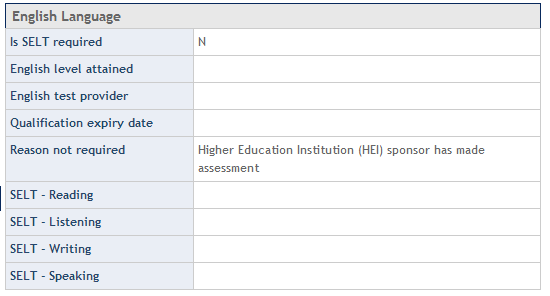 English Language
Is SELT required N
English level attained
English test provider
Qualification expiry date
Reason not required Higher Education Institution (HEI) sponsor has made
assessment
SELT - Reading
SELT - Listening
SELT - Writing
SELT - Speaking